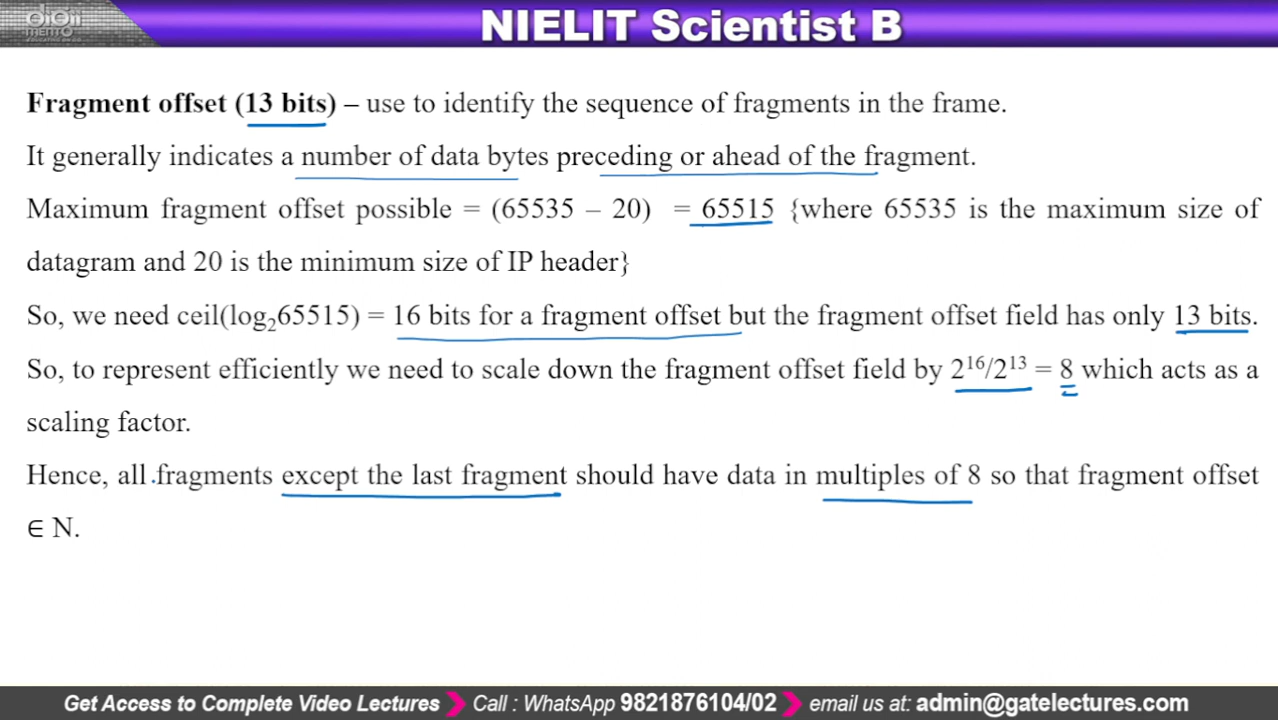 digii
MENTO
NIELIT Scientist B
Fragment offset (13 bits) – use to identify the sequence of fragments in the frame.
It generally indicates a number of data bytes preceding or ahead of the fragment.
Maximum fragment offset possible = (65535 – 20) = 65515 {where 65535 is the maximum size of
datagram and 20 is the minimum size of IP header}
So, we need ceil(log₂65515) = 16 bits for a fragment offset but the fragment offset field has only 13 bits.
So, to represent efficiently we need to scale down the fragment offset field by 2¹⁶/2¹³ = 8 which acts as a
scaling factor.
Hence, all fragments except the last fragment should have data in multiples of 8 so that fragment offset
∈ N.
Get Access to Complete Video Lectures Call : WhatsApp 9821876104/02 email us at: admin@gatelectures.com